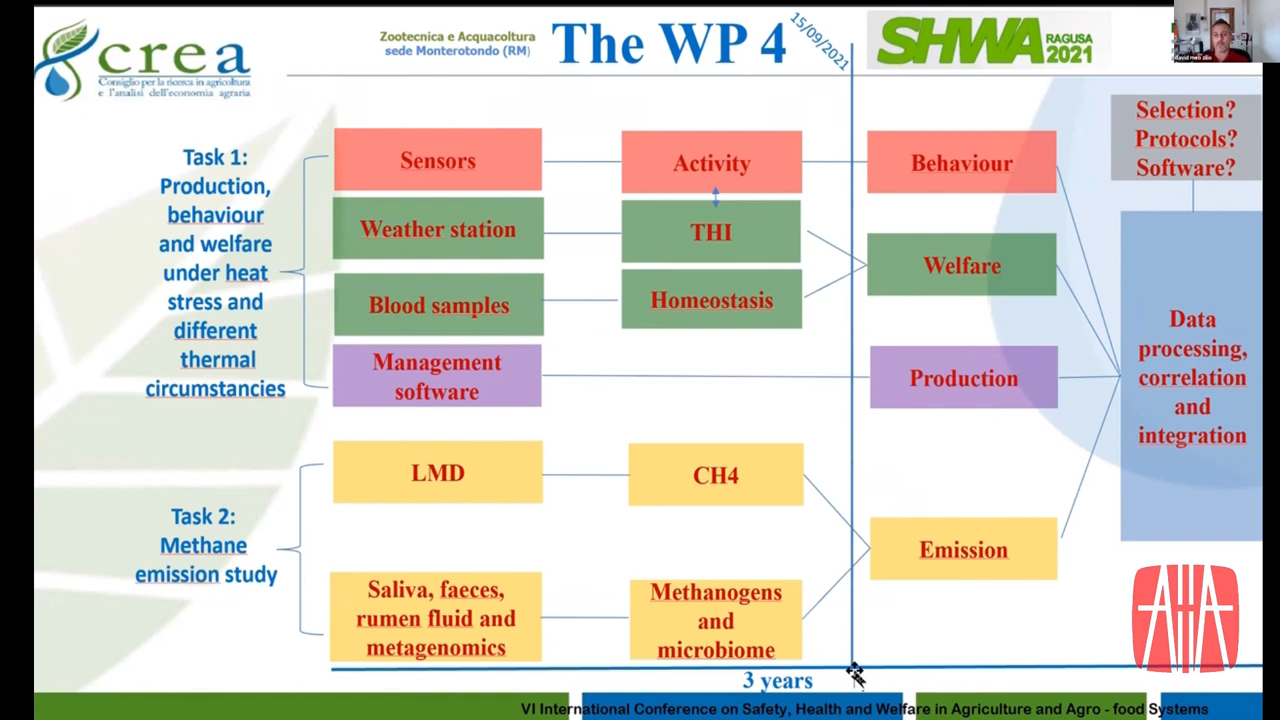 crea
Consiglio per la ricerca in agricoltura
e l'analisi dell'economia agraria
Zootecnica e Acquacoltura
sede Monterotondo (RM)
The WP 4
15/09/2021
SHWA
RAGUSA
2021
david meo zilio
Task 1:
Production,
behaviour
and welfare
under heat
stress and
different
thermal
circumstancies
Sensors
Activity
Behaviour
Selection?
Protocols?
Software?
Weather station
THI
Welfare
Blood samples
Homeostasis
Management
software
Production
Data
processing,
correlation
and
integration
Task 2:
Methane
emission study
LMD
CH4
Emission
Saliva, faeces,
rumen fluid and
metagenomics
Methanogens
and
microbiome
AIIA
3 years
VI International Conference on Safety, Health and Welfare in Agriculture and Agro - food Systems